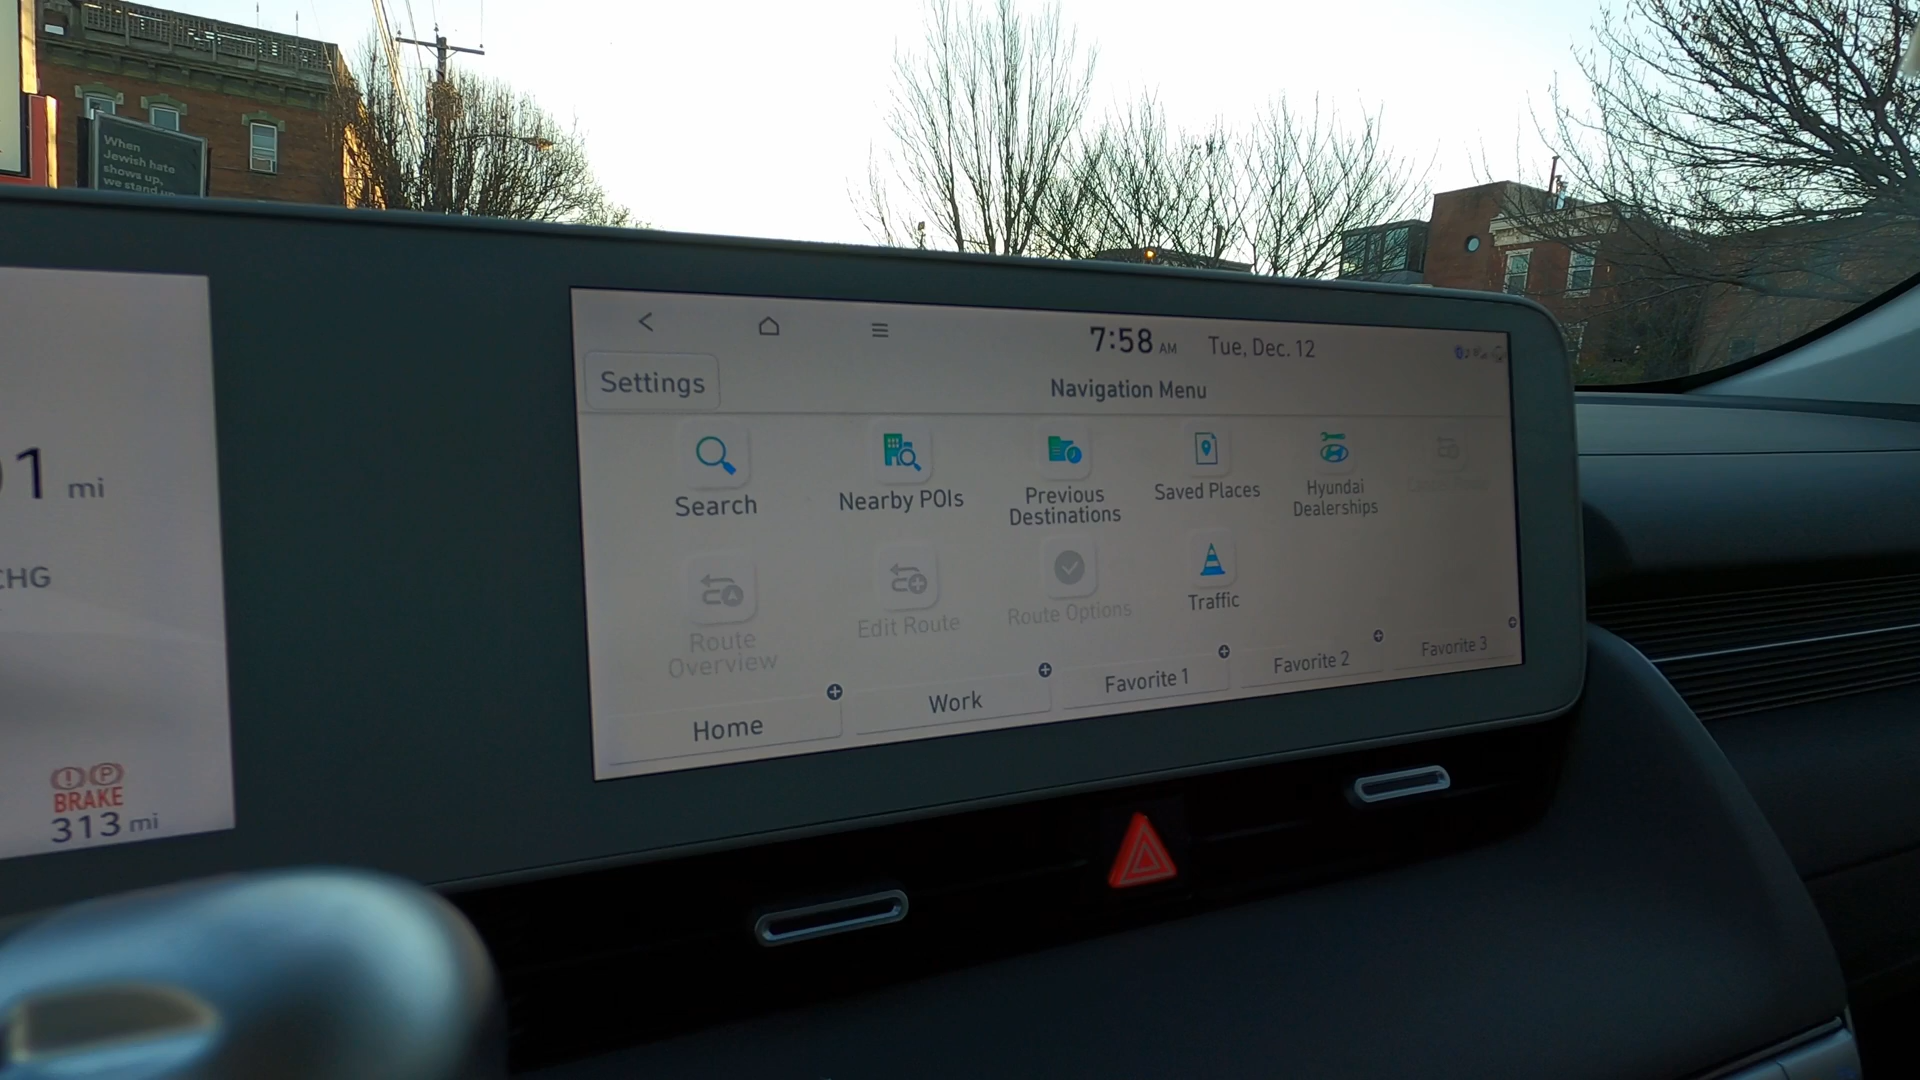 When
Jewish hate
shows up,
we stand up
1 mi
CHG
BRAKE
313 mi
7:58 AM Tue, Dec. 12
Settings
Navigation Menu
Search
Nearby POIs
Previous
Destinations
Saved Places
Hyundai
Dealerships
Route
Overview
Edit Route
Route Options
Traffic
Home
Work
Favorite 1
Favorite 2
Favorite 3